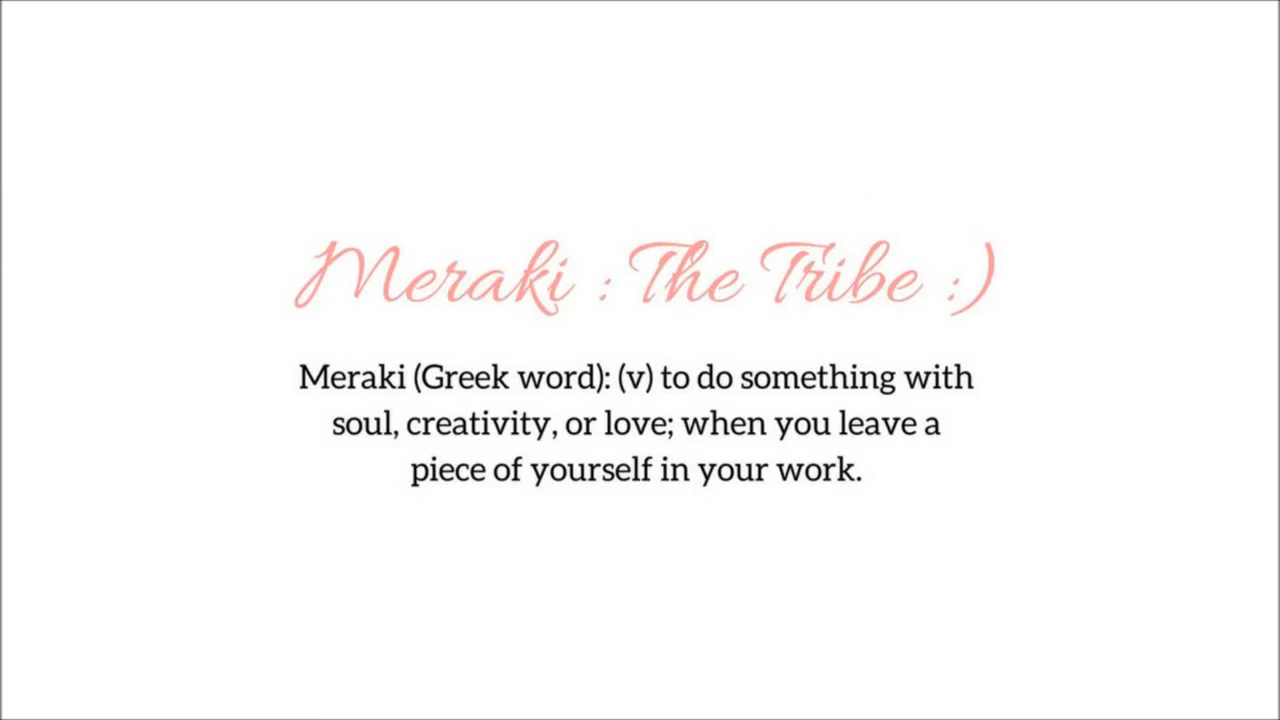 Meraki : The Tribe :)
Meraki (Greek word): (v) to do something with
soul, creativity, or love; when you leave a
piece of yourself in your work.